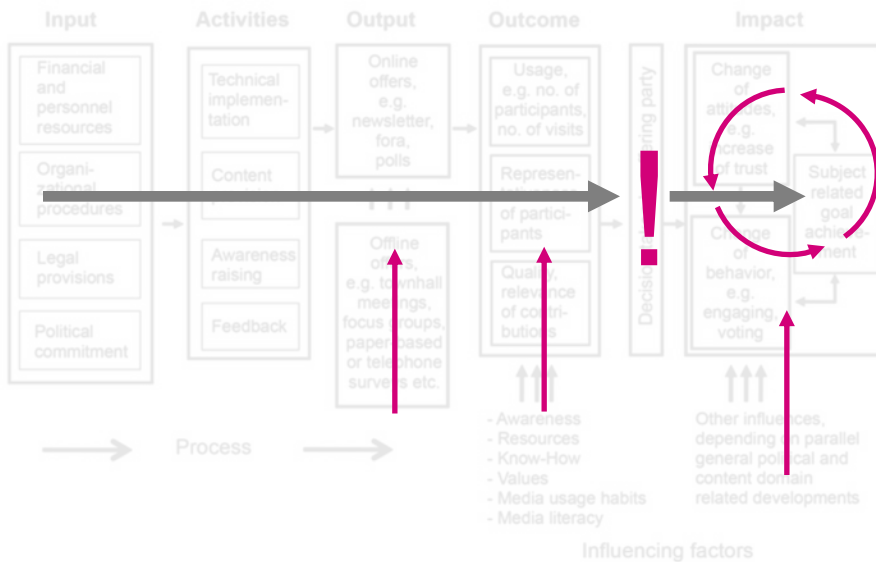 Input
Activities
Output
Outcome
Impact
Financial
and
personnel
resources
Organi-
zational
procedures
Legal
provisions
Political
commitment
Technical
implemen-
tation
Content
Awareness
raising
Feedback
Online
offers,
e.g.
newsletter,
fora,
polls
Offline
e.g. townhall
meetings,
focus groups,
paper-based
or telephone
surveys etc.
Usage,
e.g. no. of
participants,
no. of visits
Represen-
of partici-
pants
Quality,
relevance
of contri-
butions
party
!
Change
of
attitudes,
e.g.
increase
of trust
Change
of
behavior,
e.g.
engaging,
voting
Subject
related
goal
achieve-
ment
Process
- Awareness
- Resources
- Know-How
- Values
- Media usage habits
- Media literacy
Other influences,
depending on parallel
general political and
content domain
related developments
Influencing factors